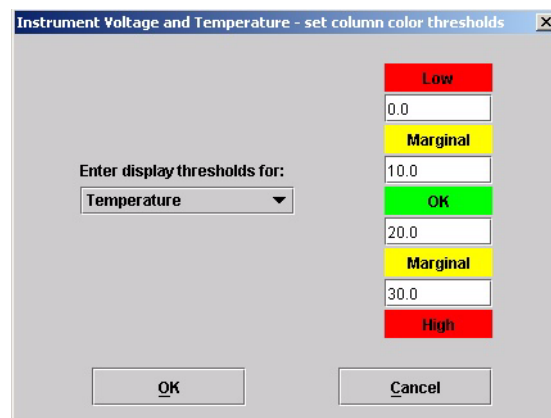 Instrument Voltage and Temperature - set column color thresholds
Low
0.0
Marginal
Enter display thresholds for:
10.0
Temperature
OK
20.0
Marginal
30.0
High
OK
Cancel